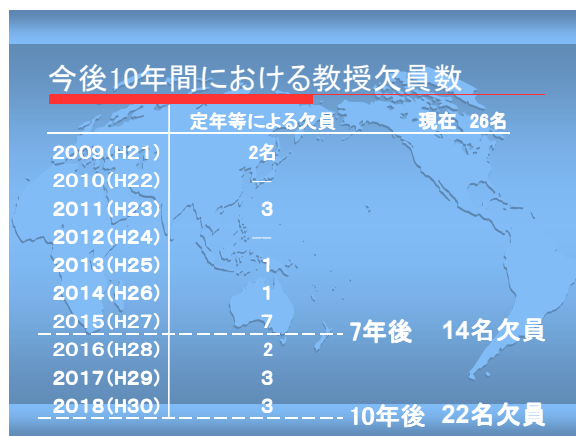 今後10年間における教授欠員数
定年等による欠員 現在 26名
2009(H21) 2名
2010(H22) —
2011(H23) 3
2012(H24) —
2013(H25) 1
2014(H26) 1
2015(H27) 7
7年後 14名欠員
2016(H28) 2
2017(H29) 3
2018(H30) 3
10年後 22名欠員